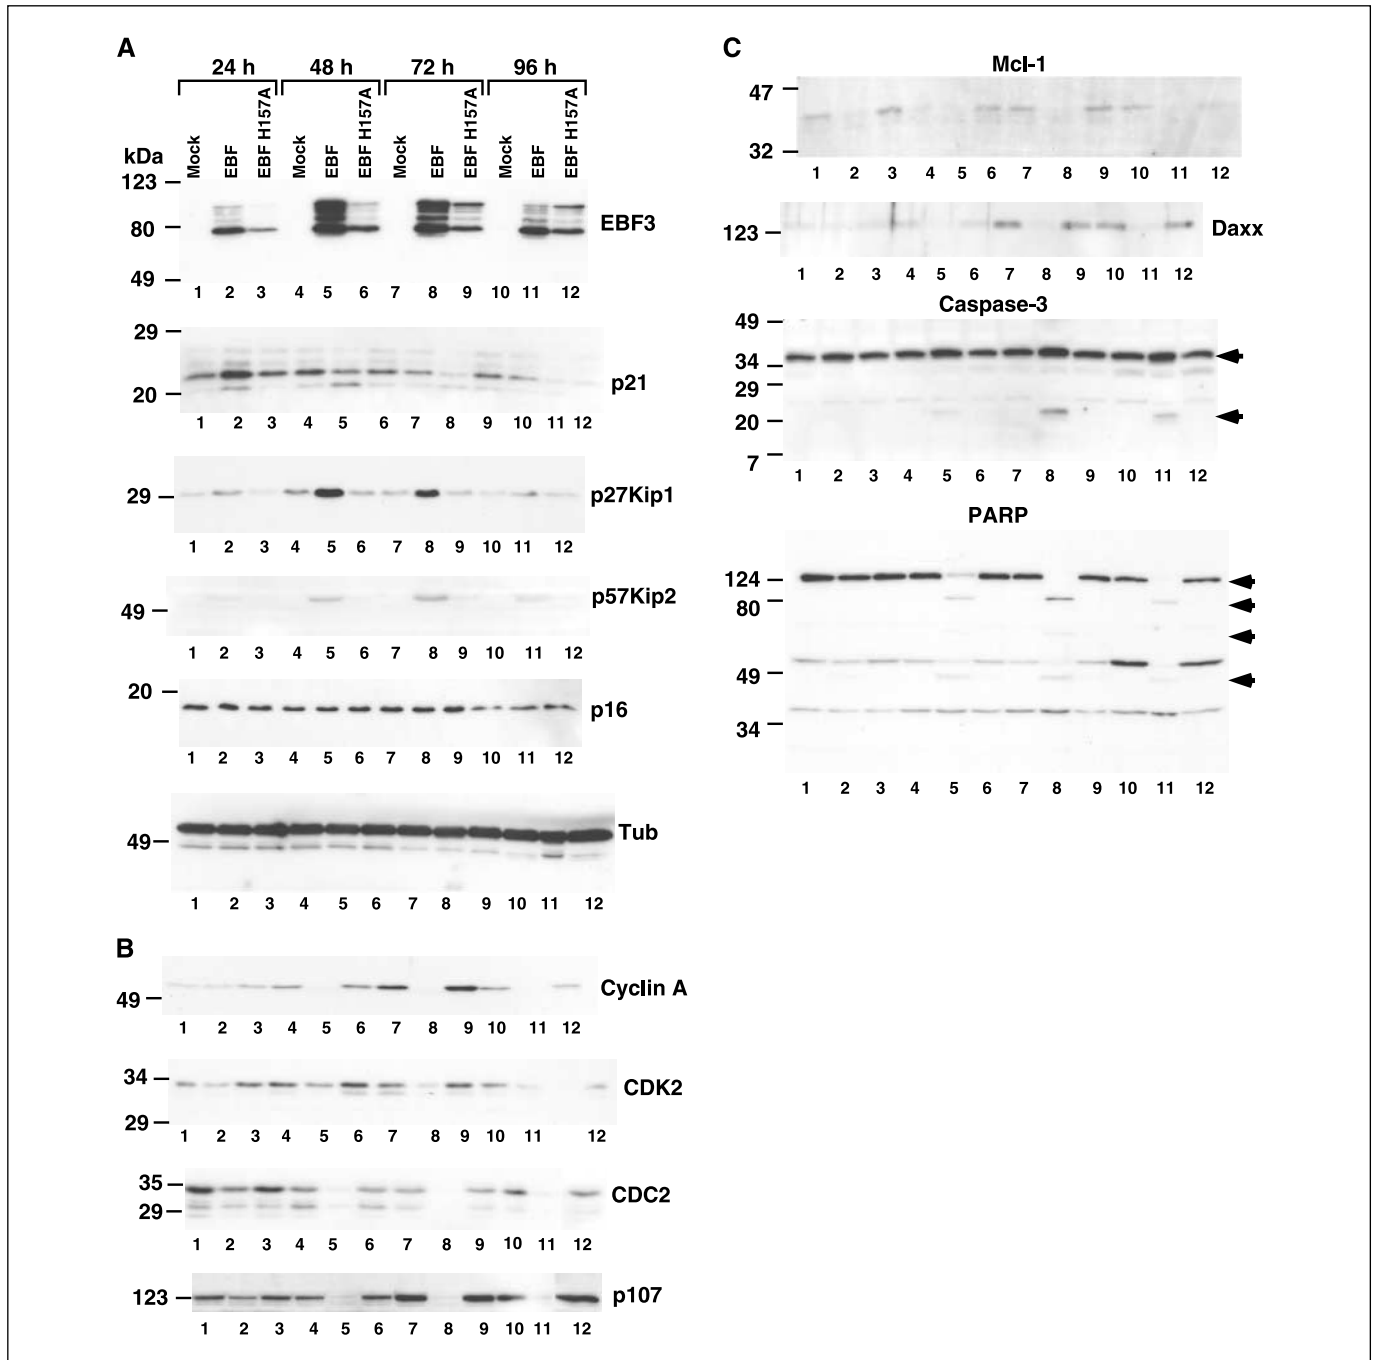 A
24 h 48 h 72 h 96 h
Mock EBF EBF H157A Mock EBF EBF H157A Mock EBF EBF H157A Mock EBF EBF H157A
kDa
123
80
49
EBF3
1 2 3 4 5 6 7 8 9 10 11 12
29
20
p21
1 2 3 4 5 6 7 8 9 10 11 12
29
p27Kip1
1 2 3 4 5 6 7 8 9 10 11 12
49
p57Kip2
1 2 3 4 5 6 7 8 9 10 11 12
20
p16
1 2 3 4 5 6 7 8 9 10 11 12
49
Tub
1 2 3 4 5 6 7 8 9 10 11 12
B
49
Cyclin A
1 2 3 4 5 6 7 8 9 10 11 12
34
29
CDK2
1 2 3 4 5 6 7 8 9 10 11 12
35
29
CDC2
1 2 3 4 5 6 7 8 9 10 11 12
123
p107
1 2 3 4 5 6 7 8 9 10 11 12
C
Mcl-1
47
32
1 2 3 4 5 6 7 8 9 10 11 12
123
Daxx
1 2 3 4 5 6 7 8 9 10 11 12
Caspase-3
49
34
29
20
7
1 2 3 4 5 6 7 8 9 10 11 12
PARP
124
80
49
34
1 2 3 4 5 6 7 8 9 10 11 12